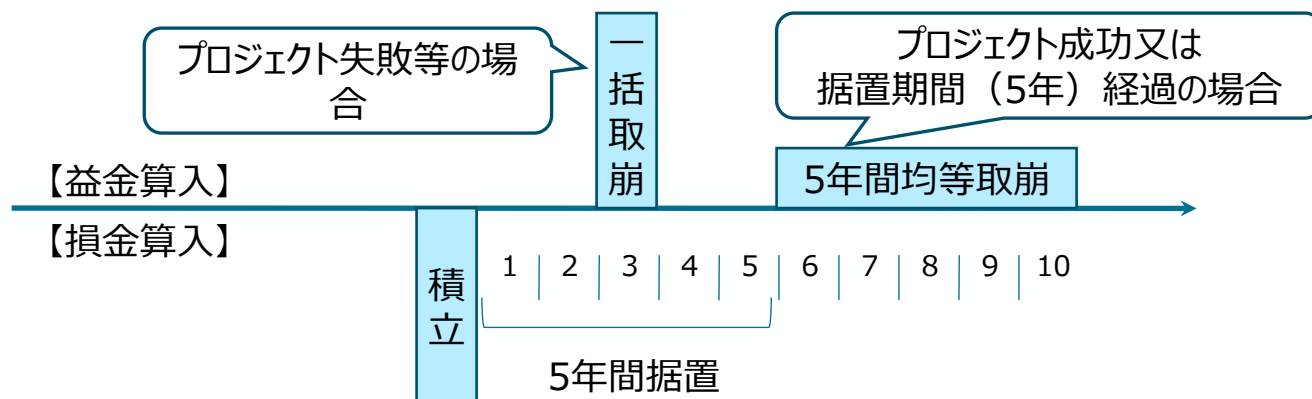 プロジェクト失敗等の場
合
一括取崩
プロジェクト成功又は
据置期間（5年）経過の場合
【益金算入】
5年間均等取崩
【損金算入】
積立
1 2 3 4 5 6 7 8 9 10
5年間据置